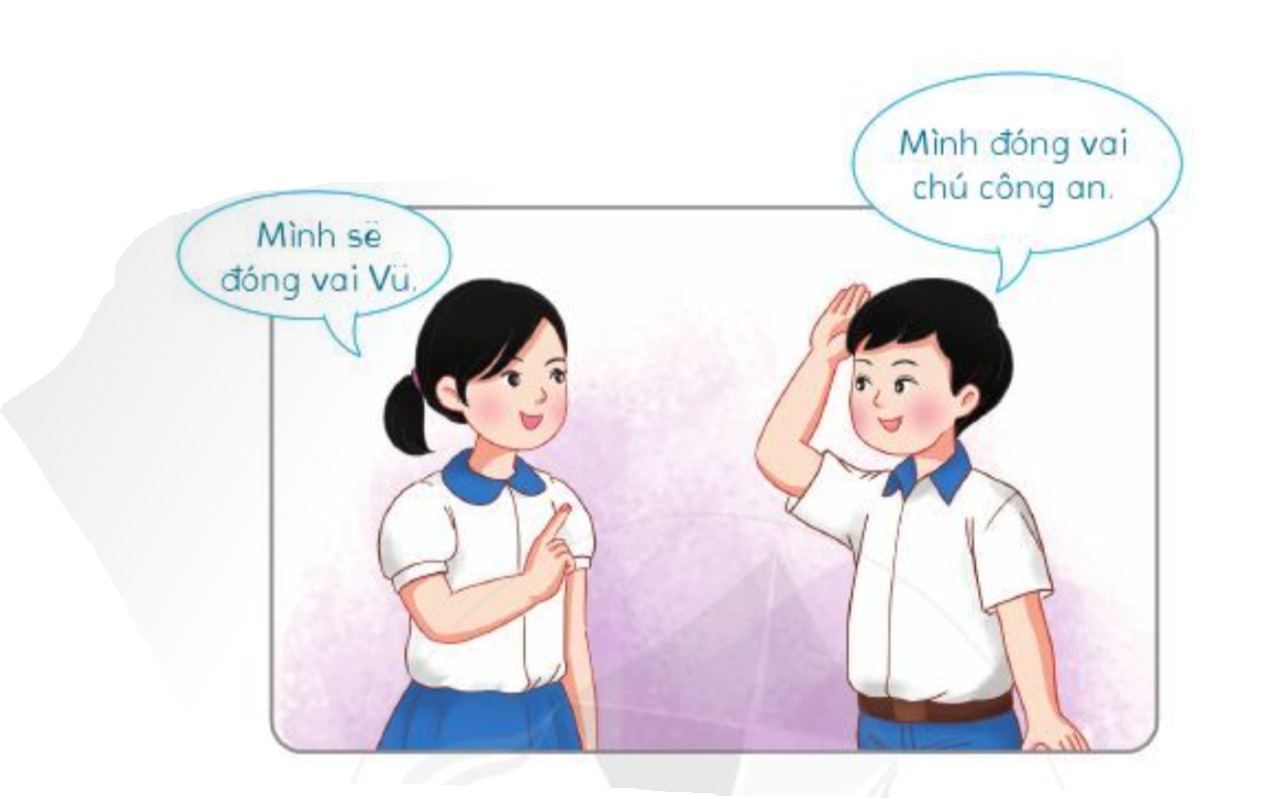 Mình sẽ
đóng vai Vũ.
Mình đóng vai
chú công an.